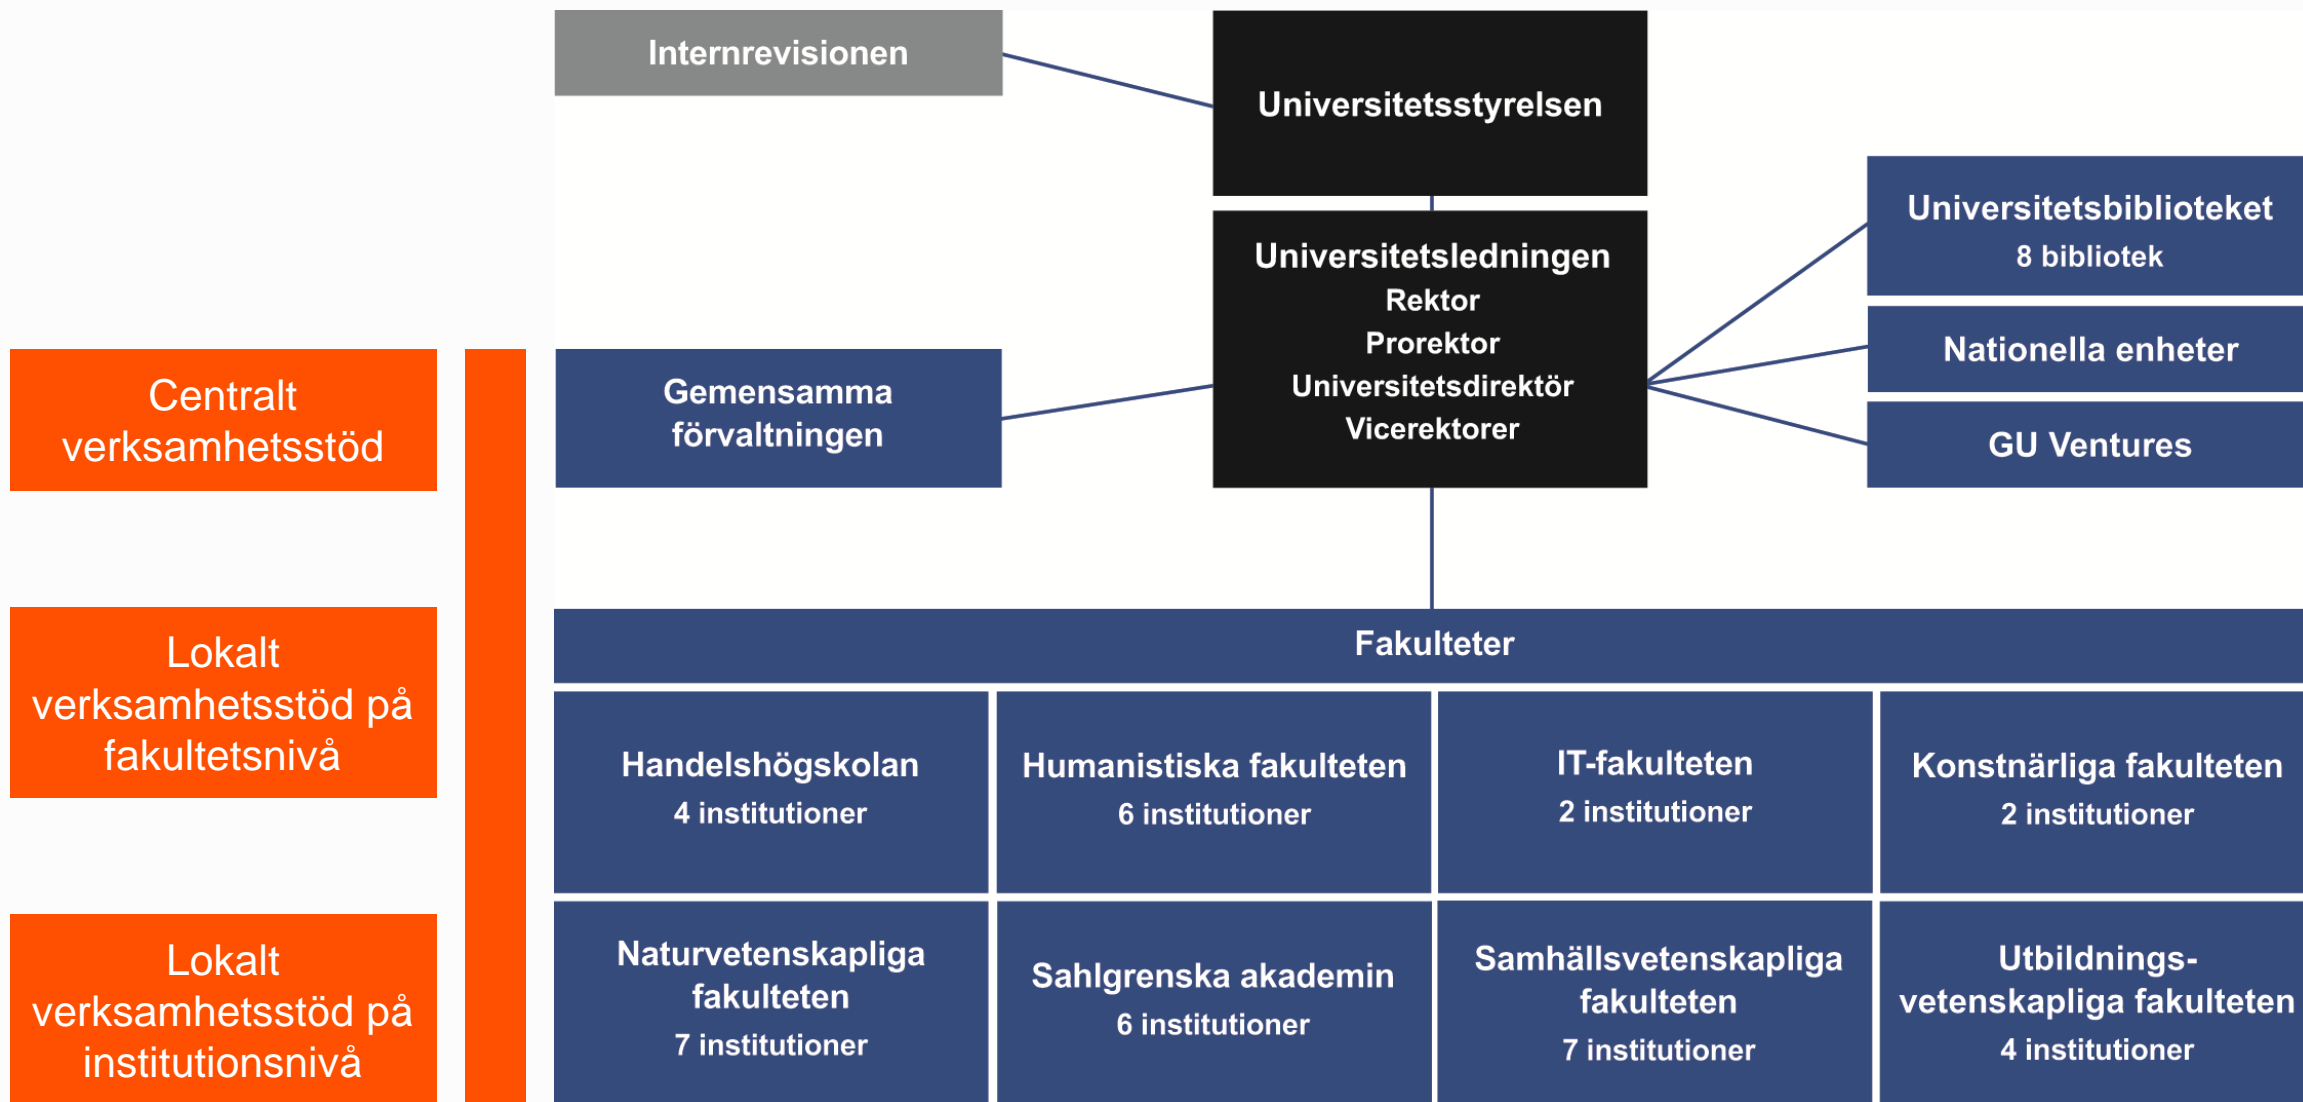 Internrevisionen
Universitetsstyrelsen
Universitetsledningen
Rektor
Prorektor
Universitetsdirektör
Vicerektorer
Universitetsbiblioteket
8 bibliotek
Nationella enheter
GU Ventures
Centralt
verksamhetsstöd
Gemensamma
förvaltningen
Lokalt
verksamhetsstöd på
fakultetsnivå
Fakulteter
Handelshögskolan
4 institutioner
Humanistiska fakulteten
6 institutioner
IT-fakulteten
2 institutioner
Konstnärliga fakulteten
2 institutioner
Lokalt
verksamhetsstöd på
institutionsnivå
Naturvetenskapliga
fakulteten
7 institutioner
Sahlgrenska akademin
6 institutioner
Samhällsvetenskapliga
fakulteten
7 institutioner
Utbildnings-
vetenskapliga fakulteten
4 institutioner